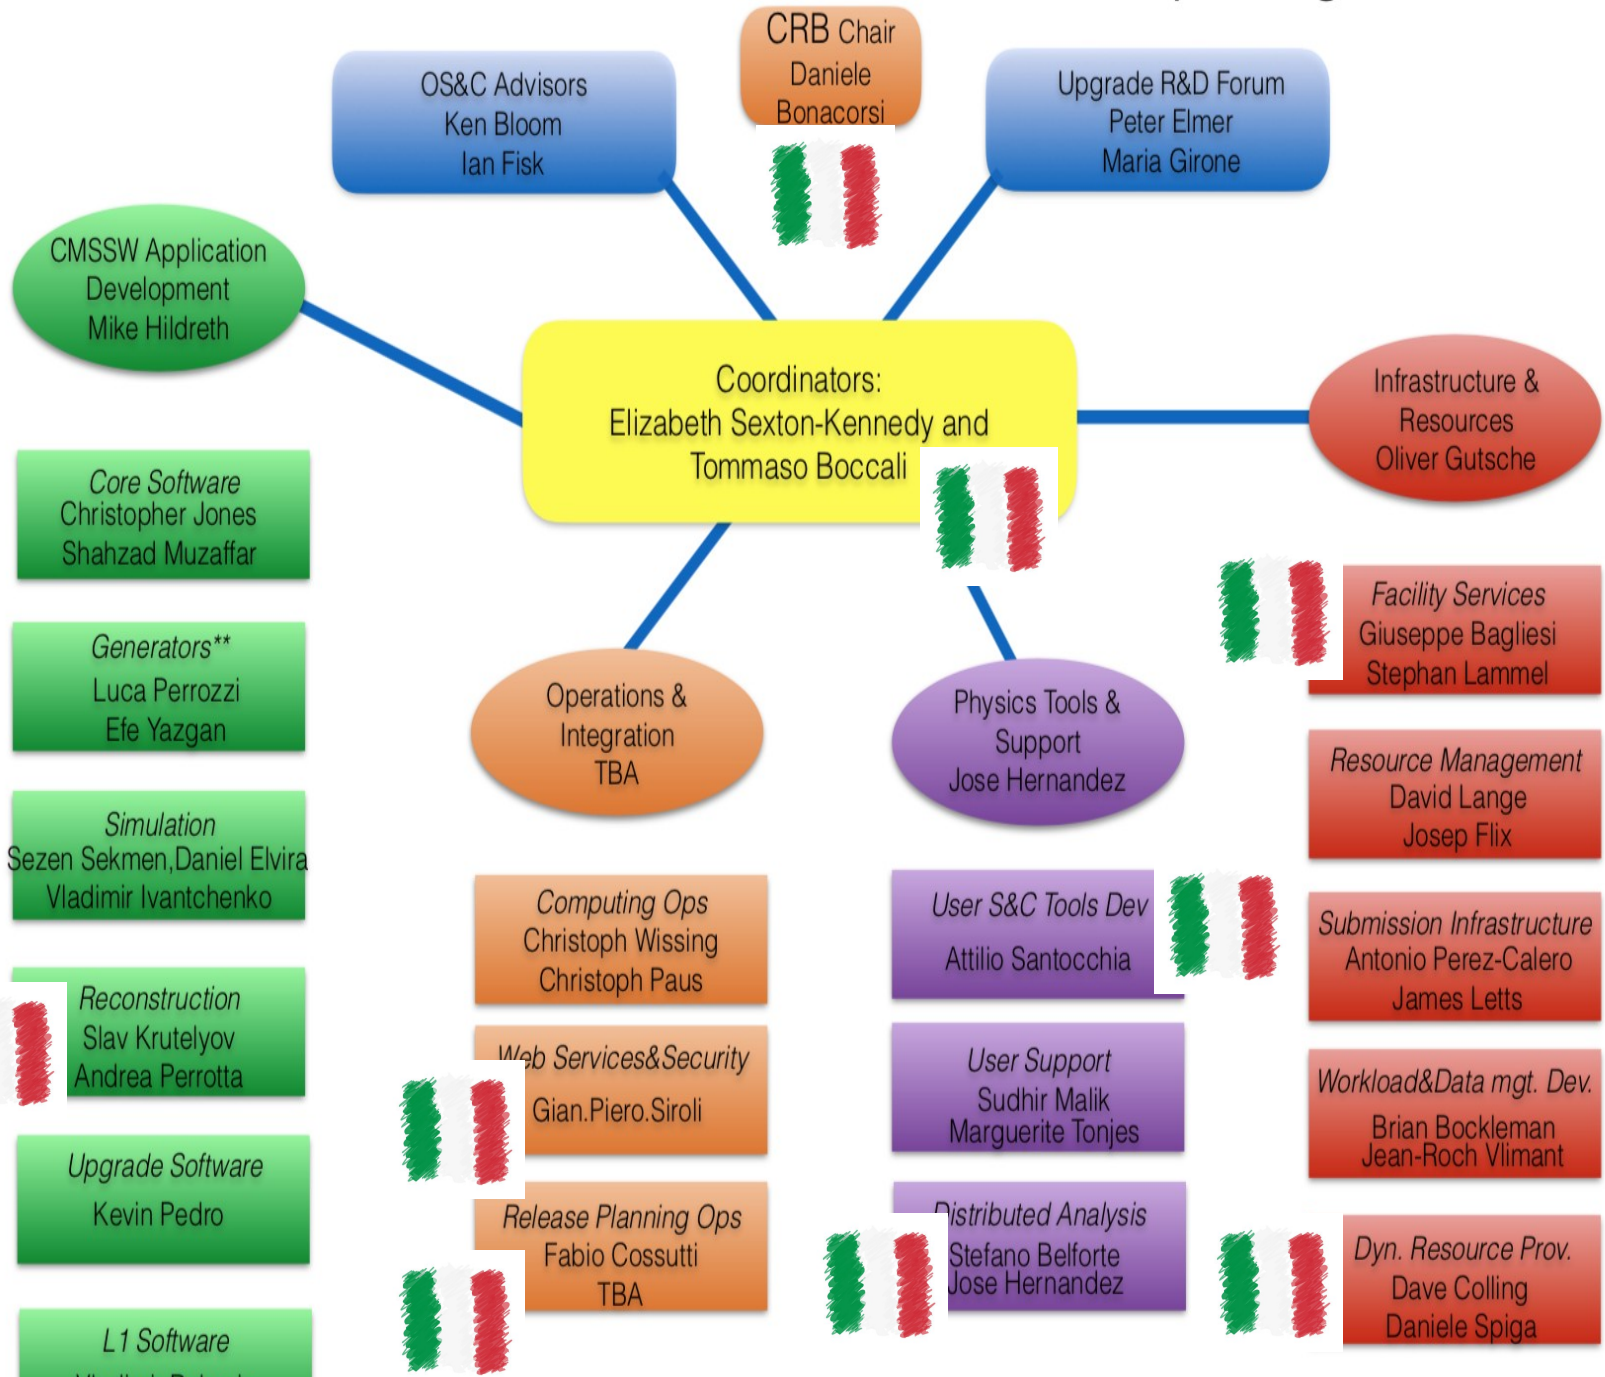 CRB Chair
Daniele
Bonacorsi
OS&C Advisors
Ken Bloom
Ian Fisk
Upgrade R&D Forum
Peter Elmer
Maria Girone
CMSSW Application
Development
Mike Hildreth
Coordinators:
Elizabeth Sexton-Kennedy and
Tommaso Boccali
Infrastructure &
Resources
Oliver Gutsche
Core Software
Christopher Jones
Shahzad Muzaffar
Generators**
Luca Perrozzi
Efe Yazgan
Simulation
Sezen Sekmen,Daniel Elvira
Vladimir Ivantchenko
Reconstruction
Slav Krutelyov
Andrea Perrotta
Upgrade Software
Kevin Pedro
L1 Software
Operations &
Integration
TBA
Computing Ops
Christoph Wissing
Christoph Paus
Web Services&Security
Gian.Piero.Siroli
Release Planning Ops
Fabio Cossutti
TBA
Physics Tools &
Support
Jose Hernandez
User S&C Tools Dev
Attilio Santocchia
User Support
Sudhir Malik
Marguerite Tonjes
Distributed Analysis
Stefano Belforte
Jose Hernandez
Facility Services
Giuseppe Bagliesi
Stephan Lammel
Resource Management
David Lange
Josep Flix
Submission Infrastructure
Antonio Perez-Calero
James Letts
Workload&Data mgt. Dev.
Brian Bockleman
Jean-Roch Vlimant
Dyn. Resource Prov.
Dave Colling
Daniele Spiga